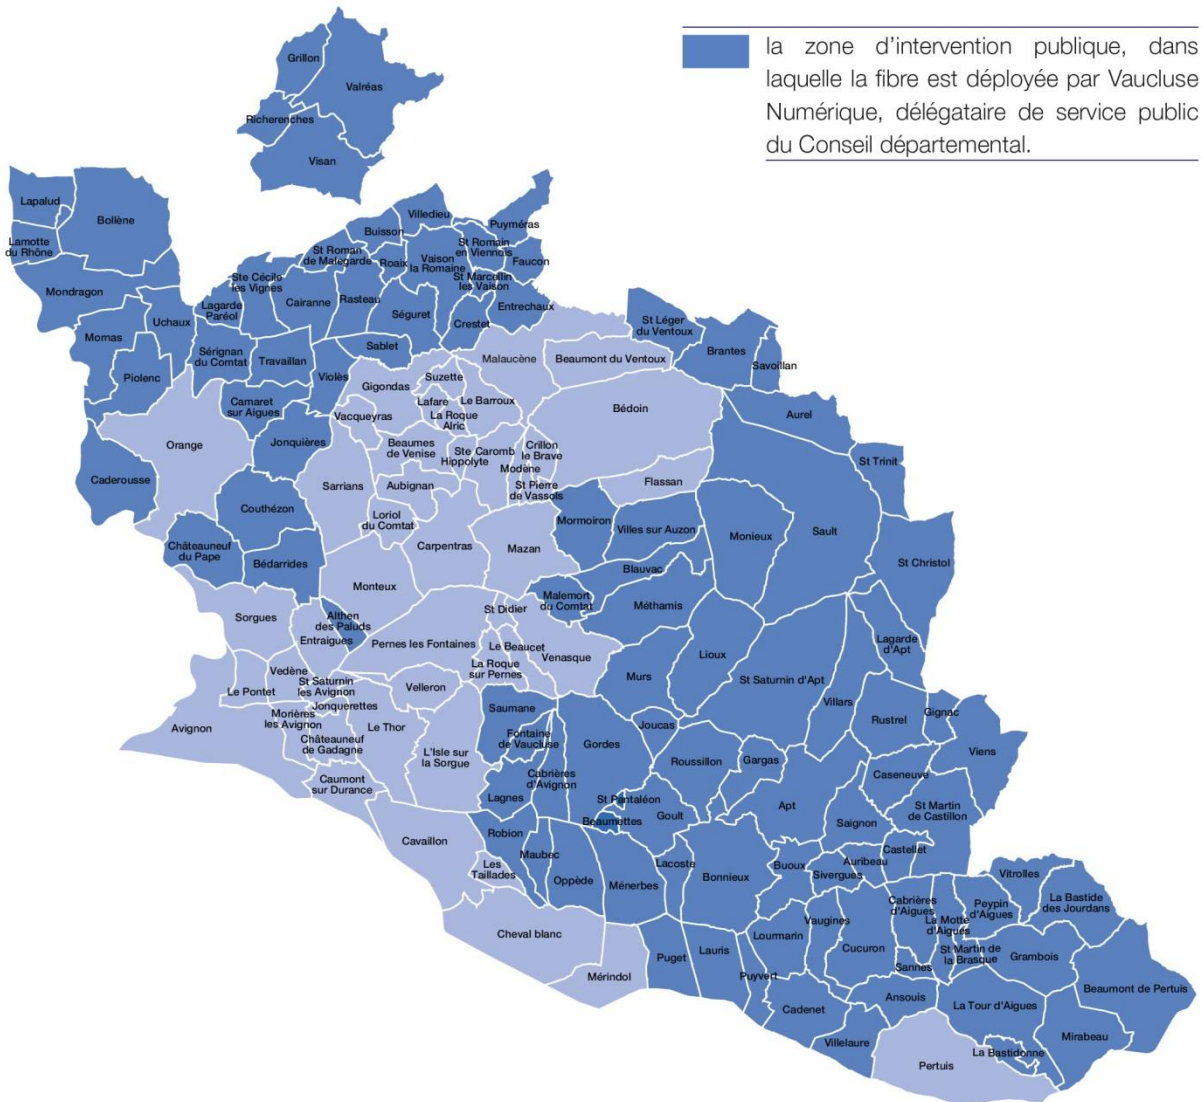 la zone d'intervention publique, dans
laquelle la fibre est déployée par Vaucluse
Numérique, délégataire de service public
du Conseil départemental.
Grillon
Valréas
Richerenches
Visan
Lapalud
Bollène
Lamotte
du Rhône
Mondragon
Villedieu
Puyméras
Buisson
St Romain
en Viennois
St Roman
de Malegarde
Roaix
Vaison
la Romaine
Faucon
Ste Cécile
les Vignes
St Marcellin
les Vaison
Cairanne
Rasteau
Entrechaux
Lagarde
Paréol
Séguret
Crestet
Uchaux
Momas
St Léger
du Ventoux
Sérignan
du Comtat
Travaillan
Sablet
Malaucène
Beaumont du Ventoux
Brantes
Savoillan
Piolenc
Violès
Gigondas
Suzette
Camaret
sur Aigues
Lafare
Le Barroux
Bédoin
Aurel
Vacqueyras
La Roque
Alric
Orange
Jonquières
Beaumes
de Venise
Ste
Hippolyte
Caromb
Crillon
le Brave
St Trinit
Caderousse
Modène
Sarrians
Aubignan
St Pierre
de Vassols
Flassan
Couthézon
Loriol
du Comtat
Mormoiron
Villes sur Auzon
Monieux
Sault
Châteauneuf
du Pape
Bédarrides
Carpentras
Mazan
St Christol
Monteux
Blauvac
Malemort
du Comtat
Méthamis
Sorgues
Althen
des Paluds
St Didier
Entraigues
Pernes les Fontaines
Le Beaucet
Venasque
Lioux
Lagarde
d'Apt
Vedène
La Roque
sur Pernes
Murs
St Saturnin d'Apt
Le Pontet
St Saturnin
les Avignon
Velleron
Villars
Jonquerettes
Saumane
Rustrel
Gignac
Avignon
Morières
les Avignon
Le Thor
Joucas
Châteauneuf
de Gadagne
Fontaine
de Vaucluse
Gordes
L'Isle sur
la Sorgue
Roussillon
Gargas
Viens
Caseneuve
Caumont
sur Durance
Cabrières
d'Avignon
Lagnes
St Pantaléon
Apt
St Martin
de Castillon
Beaumettes
Goult
Saignon
Cavaillon
Robion
Maubec
Castellet
Les
Taillades
Oppède
Ménerbes
Lacoste
Bonnieux
Buoux
Auribeau
Sivergues
Vitrolles
La Bastide
des Jourdans
Cabrières
d'Aigues
Peypin
d'Aigues
La Motte
d'Aigues
Cheval blanc
Vaugines
Lourmarin
Cucuron
St Martin de
la Brasque
Grambois
Mérindol
Puget
Lauris
Puyvert
Sannes
Beaumont de Pertuis
Ansouis
La Tour d'Aigues
Cadenet
Mirabeau
Villelaure
La Bastidonne
Pertuis